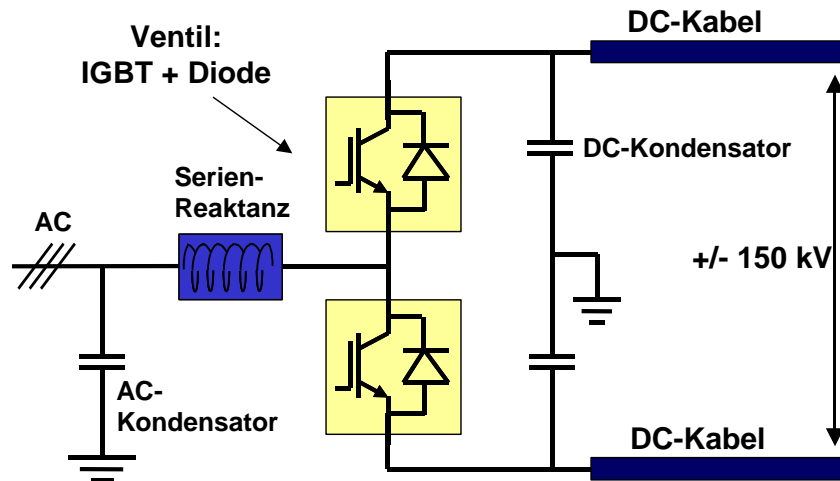 DC-Kabel
Ventil:
IGBT + Diode
DC-Kondensator
Serien-
Reaktanz
AC
+/- 150 kV
AC-
Kondensator
DC-Kabel